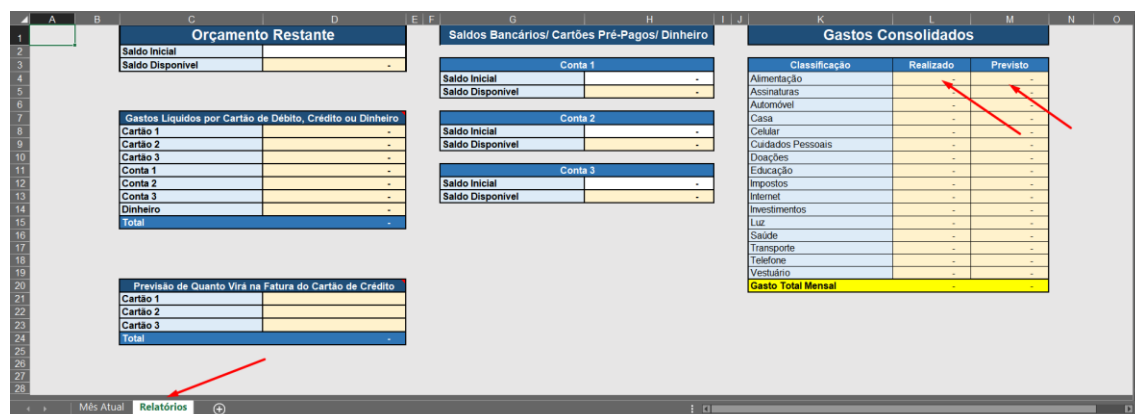 A B C D E F G H I J K L M N O
1 Orçamento Restante Saldos Bancários/ Cartões Pré-Pagos/ Dinheiro Gastos Consolidados
2 Saldo Inicial
3 Saldo Disponível - Conta 1 Classificação Realizado Previsto
4 Saldo Inicial - Alimentação - -
5 Saldo Disponível - Assinaturas - -
6 Automóvel - -
7 Gastos Líquidos por Cartão de Débito, Crédito ou Dinheiro Conta 2 Casa - -
8 Cartão 1 - Saldo Inicial - Celular - -
9 Cartão 2 - Saldo Disponível - Cuidados Pessoais - -
10 Cartão 3 - Doações - -
11 Conta 1 - Conta 3 Educação - -
12 Conta 2 - Saldo Inicial - Impostos - -
13 Conta 3 - Saldo Disponível - Internet - -
14 Dinheiro - Investimentos - -
15 Total - Luz - -
16 Saúde - -
17 Transporte - -
18 Telefone - -
19 Vestuário - -
20 Previsão de Quanto Virá na Fatura do Cartão de Crédito Gasto Total Mensal - -
21 Cartão 1
22 Cartão 2
23 Cartão 3
24 Total -
25
26
27
28
Mês Atual Relatórios